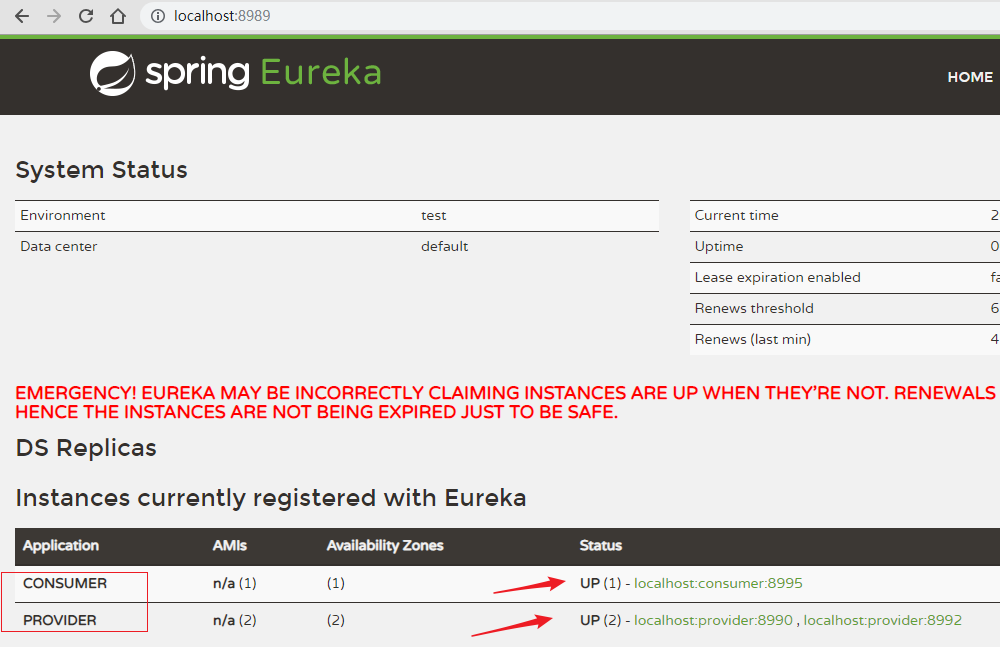 localhost:8989
spring Eureka
HOME
System Status
Environment test
Data center default
Current time 2
Uptime 0
Lease expiration enabled fa
Renews threshold 6
Renews (last min) 4
EMERGENCY! EUREKA MAY BE INCORRECTLY CLAIMING INSTANCES ARE UP WHEN THEY'RE NOT. RENEWALS
HENCE THE INSTANCES ARE NOT BEING EXPIRED JUST TO BE SAFE.
DS Replicas
Instances currently registered with Eureka
Application AMIs Availability Zones Status
CONSUMER n/a (1) (1) UP (1) - localhost:consumer:8995
PROVIDER n/a (2) (2) UP (2) - localhost:provider:8990 , localhost:provider:8992